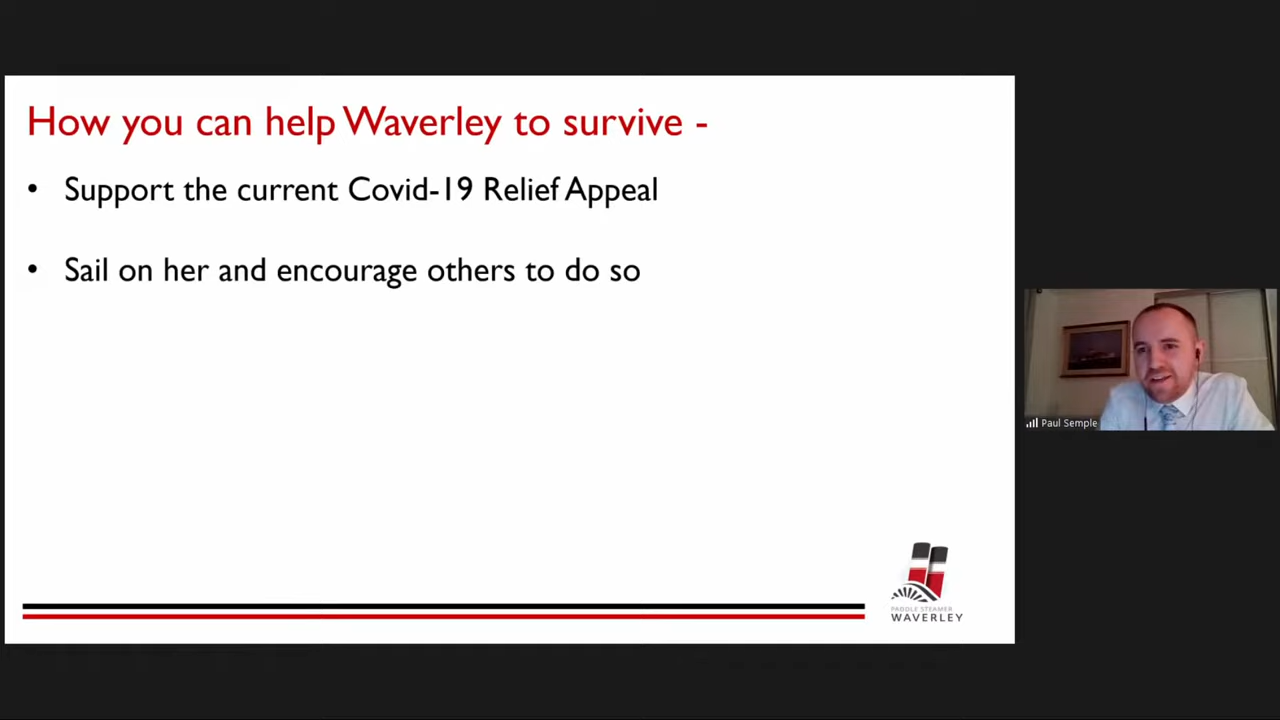 How you can help Waverley to survive -
• Support the current Covid-19 Relief Appeal
• Sail on her and encourage others to do so
Paul Semple
PADDLE STEAMER
WAVERLEY